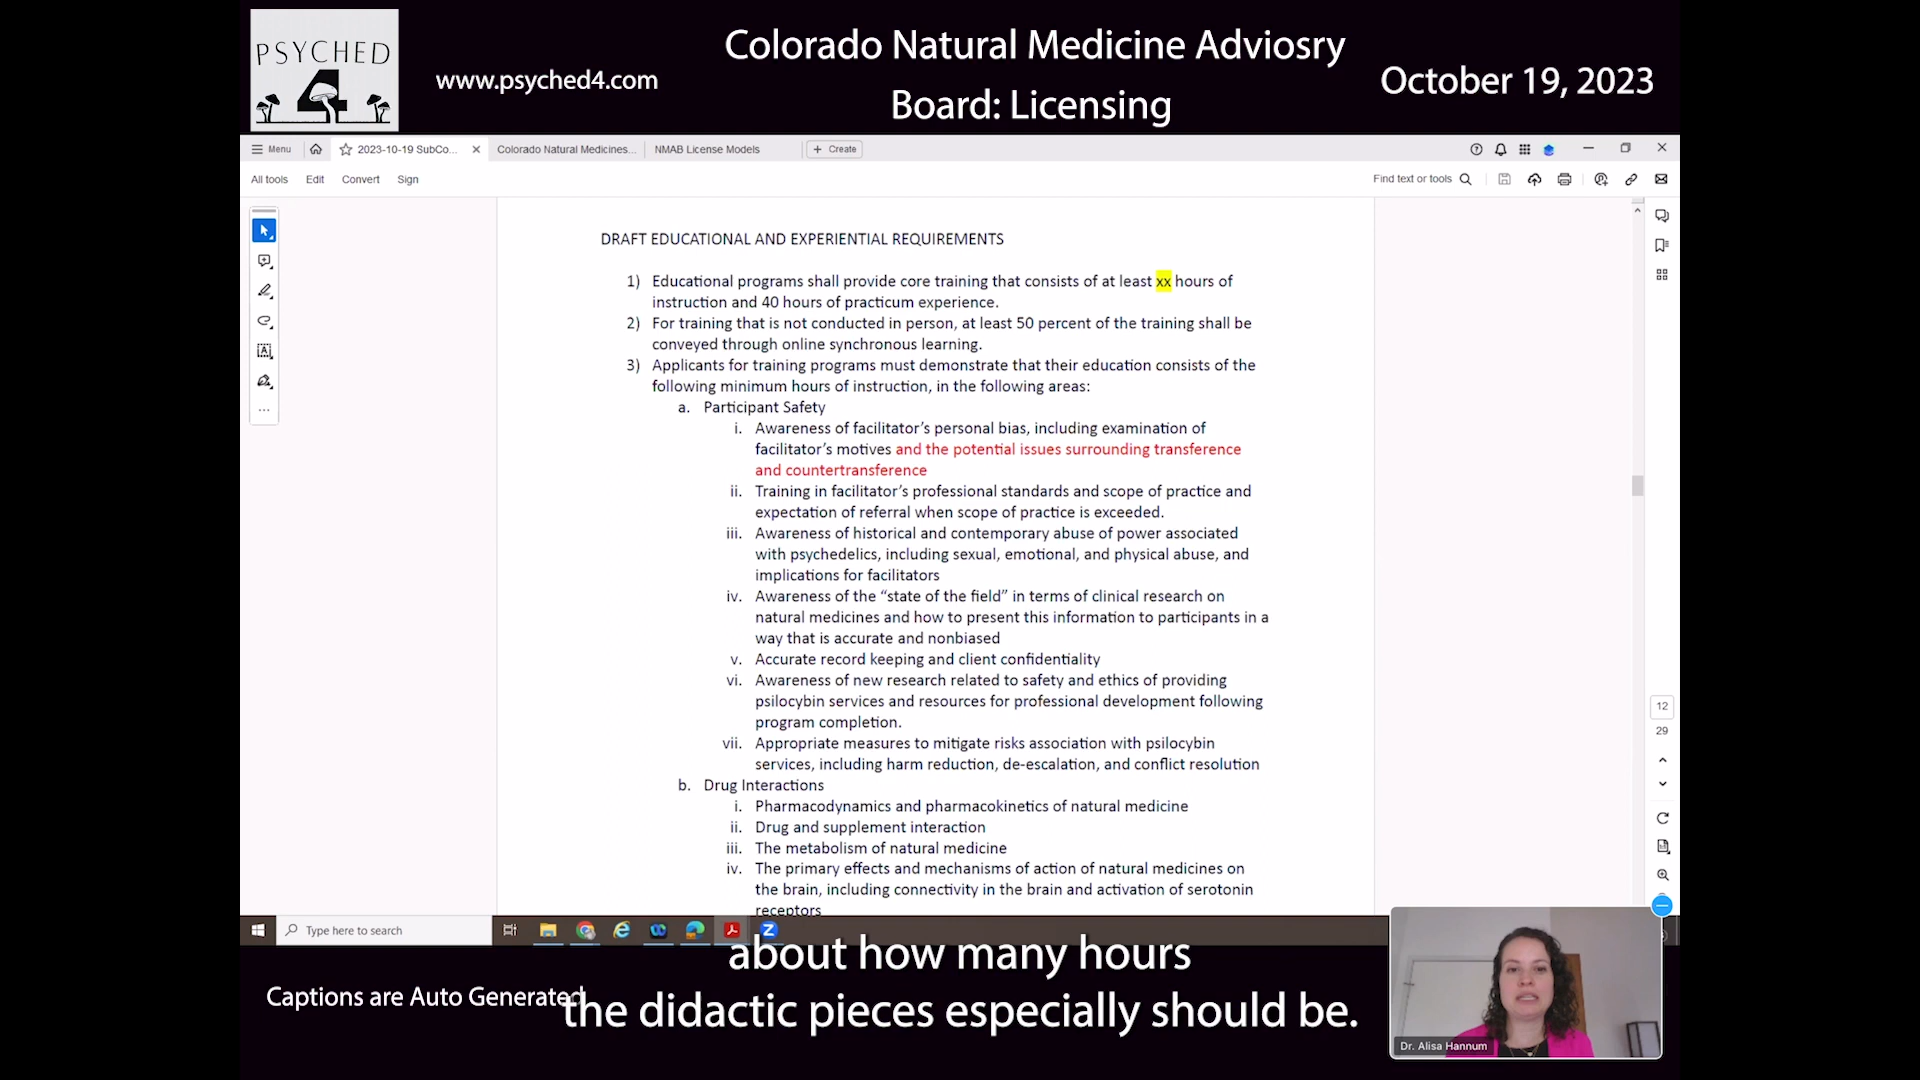 PSYCHED
4
www.psyched4.com
Colorado Natural Medicine Adviosry
Board: Licensing
October 19, 2023
Menu
2023-10-19 SubCo...
Colorado Natural Medicines...
NMAB License Models
+ Create
All tools
Edit
Convert
Sign
Find text or tools
DRAFT EDUCATIONAL AND EXPERIENTIAL REQUIREMENTS
1) Educational programs shall provide core training that consists of at least xx hours of
instruction and 40 hours of practicum experience.
2) For training that is not conducted in person, at least 50 percent of the training shall be
conveyed through online synchronous learning.
3) Applicants for training programs must demonstrate that their education consists of the
following minimum hours of instruction, in the following areas:
a. Participant Safety
i. Awareness of facilitator’s personal bias, including examination of
facilitator’s motives and the potential issues surrounding transference
and countertransference
ii. Training in facilitator’s professional standards and scope of practice and
expectation of referral when scope of practice is exceeded.
iii. Awareness of historical and contemporary abuse of power associated
with psychedelics, including sexual, emotional, and physical abuse, and
implications for facilitators
iv. Awareness of the “state of the field” in terms of clinical research on
natural medicines and how to present this information to participants in a
way that is accurate and nonbiased
v. Accurate record keeping and client confidentiality
vi. Awareness of new research related to safety and ethics of providing
psilocybin services and resources for professional development following
program completion.
vii. Appropriate measures to mitigate risks association with psilocybin
services, including harm reduction, de-escalation, and conflict resolution
b. Drug Interactions
i. Pharmacodynamics and pharmacokinetics of natural medicine
ii. Drug and supplement interaction
iii. The metabolism of natural medicine
iv. The primary effects and mechanisms of action of natural medicines on
the brain, including connectivity in the brain and activation of serotonin
receptors
12
29
Type here to search
about how many hours
the didactic pieces especially should be.
Captions are Auto Generated
Dr. Alisa Hannum